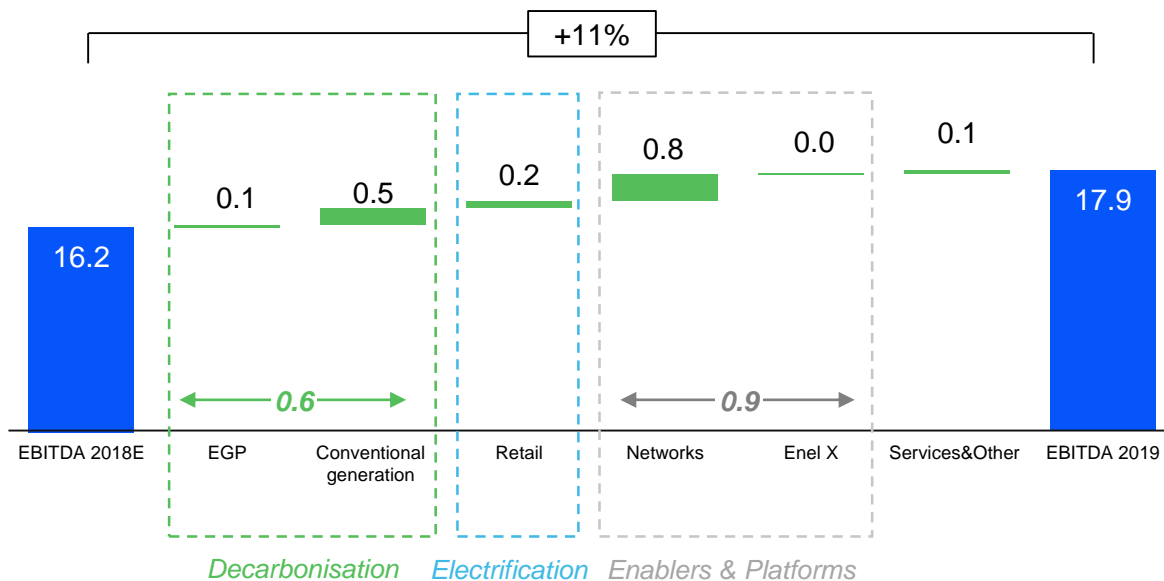 +11%
0.1
0.0
0.8
0.2
0.5
0.1
17.9
16.2
0.6
0.9
EBITDA 2018E
EGP
Conventional
generation
Retail
Networks
Enel X
Services&Other
EBITDA 2019
Decarbonisation
Electrification
Enablers & Platforms